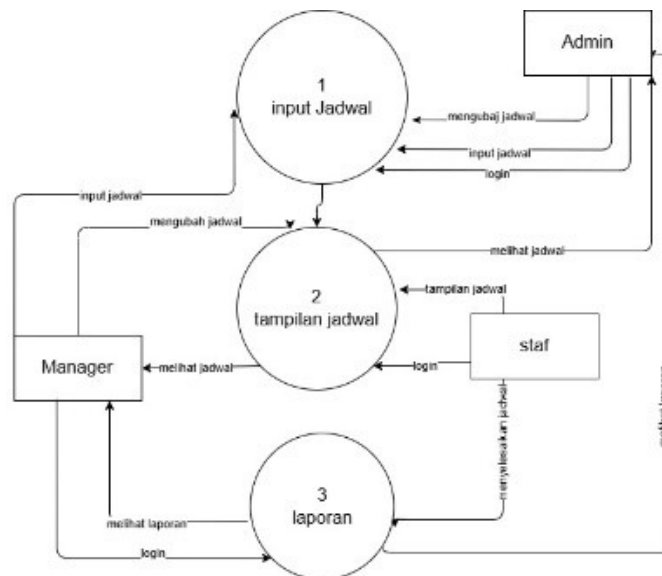 1
input Jadwal
Admin
mengubaj jadwal
input jadwal
login
input jadwal
mengubah jadwal
melihat jadwal
2
tampilan jadwal
tampilan jadwal
staf
Manager
melihat jadwal
login
menyelesaikan jadwal
3
laporan
melihat laporan
login